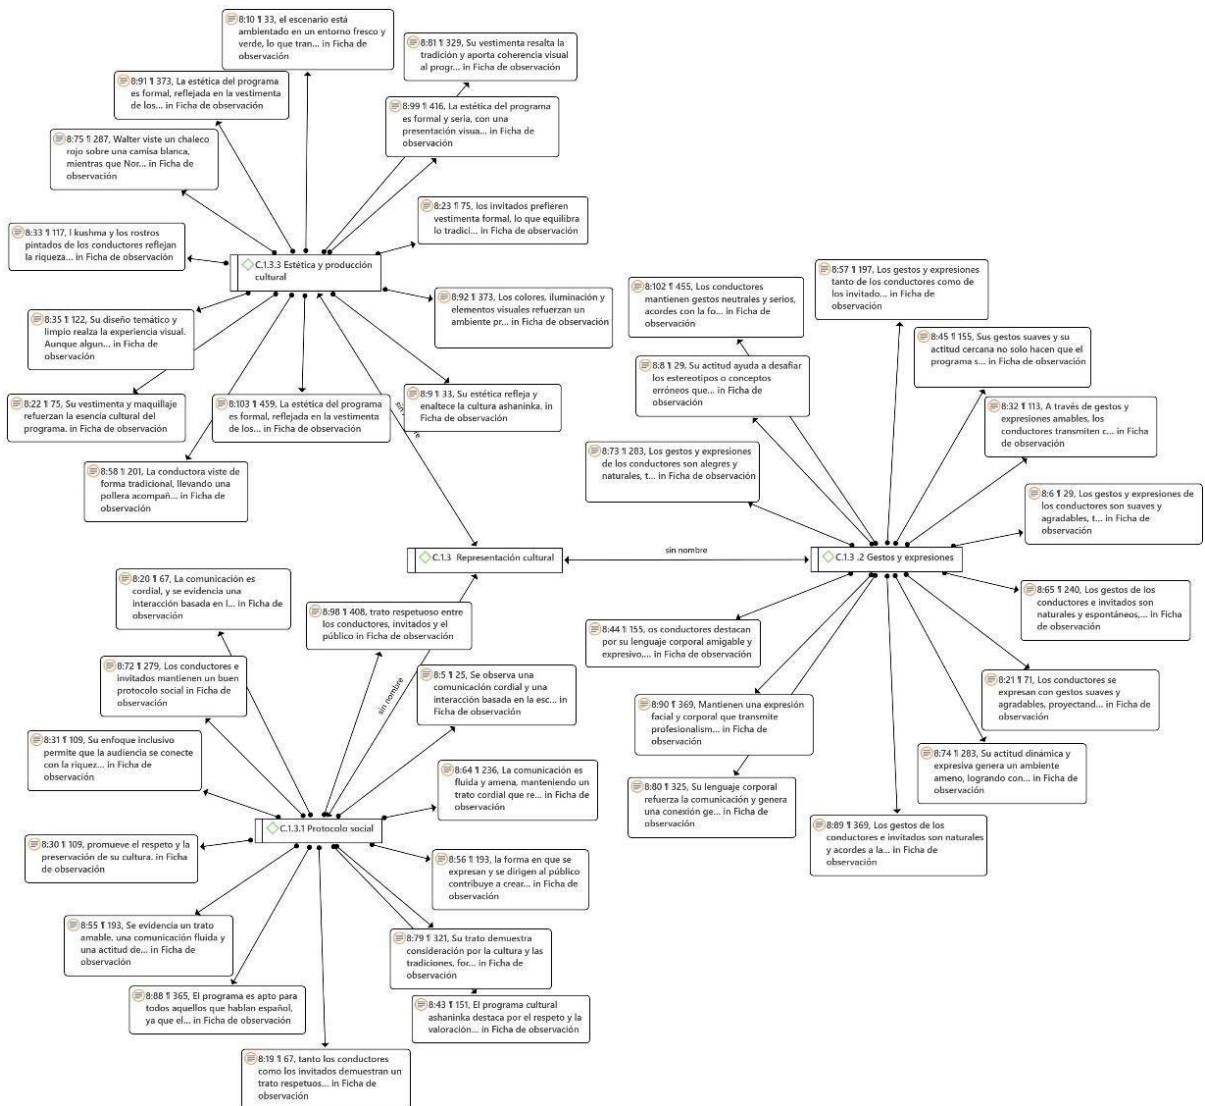 8:10 ¶ 33, el escenario está
ambientado en un entorno fresco y
verde, lo que tran... in Ficha de
observación
8:81 ¶ 329, Su vestimenta resalta la
tradición y aporta coherencia visual
al progr... in Ficha de observación
8:91 ¶ 373, La estética del programa
es formal, reflejada en la vestimenta
de los... in Ficha de observación
8:99 ¶ 416, La estética del programa
es formal y seria, con una
presentación visua... in Ficha de
observación
8:75 ¶ 287, Walter viste un chaleco
rojo sobre una camisa blanca,
mientras que Nor... in Ficha de
observación
8:23 ¶ 75, los invitados prefieren
vestimenta formal, lo que equilibra
lo tradici... in Ficha de observación
8:33 ¶ 117, l kushma y los rostros
pintados de los conductores reflejan
la riqueza... in Ficha de observación
C.1.3.3 Estética y producción
cultural
8:92 ¶ 373, Los colores, iluminación y
elementos visuales refuerzan un
ambiente pr... in Ficha de observación
8:35 ¶ 122, Su diseño temático y
limpio realza la experiencia visual.
Aunque algun... in Ficha de
observación
8:22 ¶ 75, Su vestimenta y maquillaje
refuerzan la esencia cultural del
programa. in Ficha de observación
8:103 ¶ 459, La estética del programa
es formal, reflejada en la vestimenta
de los... in Ficha de observación
8:9 ¶ 33, Su estética refleja y
enaltece la cultura ashaninka. in
Ficha de observación
8:58 ¶ 201, La conductora viste de
forma tradicional, llevando una
pollera acompañ... in Ficha de
observación
8:57 ¶ 197, Los gestos y expresiones
tanto de los conductores como de
los invitado... in Ficha de
observación
8:102 ¶ 455, Los conductores
mantienen gestos neutrales y serios,
acordes con la fo... in Ficha de
observación
8:45 ¶ 155, Sus gestos suaves y su
actitud cercana no solo hacen que el
programa s... in Ficha de observación
8:8 ¶ 29, Su actitud ayuda a desafiar
los estereotipos o conceptos
erróneos que... in Ficha de
observación
8:32 ¶ 113, A través de gestos y
expresiones amables, los
conductores transmiten c... in Ficha
de observación
8:73 ¶ 283, Los gestos y expresiones
de los conductores son alegres y
naturales, t... in Ficha de observación
8:6 ¶ 29, Los gestos y expresiones de
los conductores son suaves y
agradables, t... in Ficha de
observación
C.1.3 Representación cultural
sin nombre
C.1.3 .2 Gestos y expresiones
8:65 ¶ 240, Los gestos de los
conductores e invitados son
naturales y espontáneos,... in Ficha
de observación
8:44 ¶ 155, os conductores destacan
por su lenguaje corporal amigable y
expresivo,... in Ficha de observación
8:21 ¶ 71, Los conductores se
expresan con gestos suaves y
agradables, proyectand... in Ficha de
observación
8:90 ¶ 369, Mantienen una expresión
facial y corporal que transmite
profesionalism... in Ficha de
observación
8:74 ¶ 283, Su actitud dinámica y
expresiva genera un ambiente
ameno, logrando con... in Ficha de
observación
8:80 ¶ 325, Su lenguaje corporal
refuerza la comunicación y genera
una conexión ge... in Ficha de
observación
8:89 ¶ 369, Los gestos de los
conductores e invitados son naturales
y acordes a la... in Ficha de
observación
8:20 ¶ 67, La comunicación es
cordial, y se evidencia una
interacción basada en l... in Ficha de
observación
8:98 ¶ 408, trato respetuoso entre
los conductores, invitados y el
público in Ficha de observación
8:72 ¶ 279, Los conductores e
invitados mantienen un buen
protocolo social in Ficha de
observación
sin nombre
8:5 ¶ 25, Se observa una
comunicación cordial y una
interacción basada en la esc... in
Ficha de observación
8:31 ¶ 109, Su enfoque inclusivo
permite que la audiencia se conecte
con la riquez... in Ficha de
observación
8:64 ¶ 236, La comunicación es
fluida y amena, manteniendo un
trato cordial que re... in Ficha de
observación
C.1.3.1 Protocolo social
8:30 ¶ 109, promueve el respeto y la
preservación de su cultura. in Ficha
de observación
8:56 ¶ 193, la forma en que se
expresan y se dirigen al público
contribuye a crear... in Ficha de
observación
8:55 ¶ 193, Se evidencia un trato
amable, una comunicación fluida y
una actitud de... in Ficha de
observación
8:79 ¶ 321, Su trato demuestra
consideración por la cultura y las
tradiciones, for... in Ficha de
observación
8:88 ¶ 365, El programa es apto para
todos aquellos que hablan español,
ya que el... in Ficha de observación
8:43 ¶ 151, El programa cultural
ashaninka destaca por el respeto y la
valoración... in Ficha de observación
8:19 ¶ 67, tanto los conductores
como los invitados demuestran un
trato respetuos... in Ficha de
observación